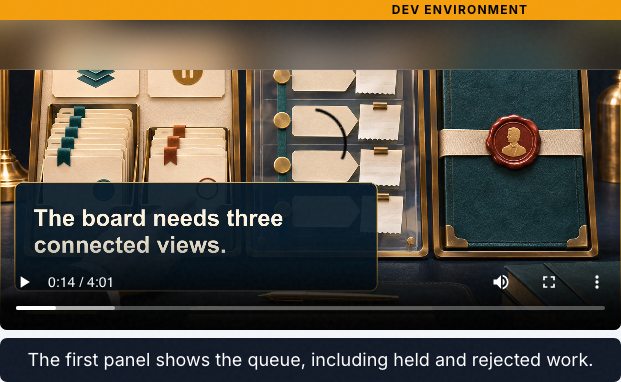 DEV ENVIRONMENT
The board needs three
connected views.
0:14 / 4:01
The first panel shows the queue, including held and rejected work.